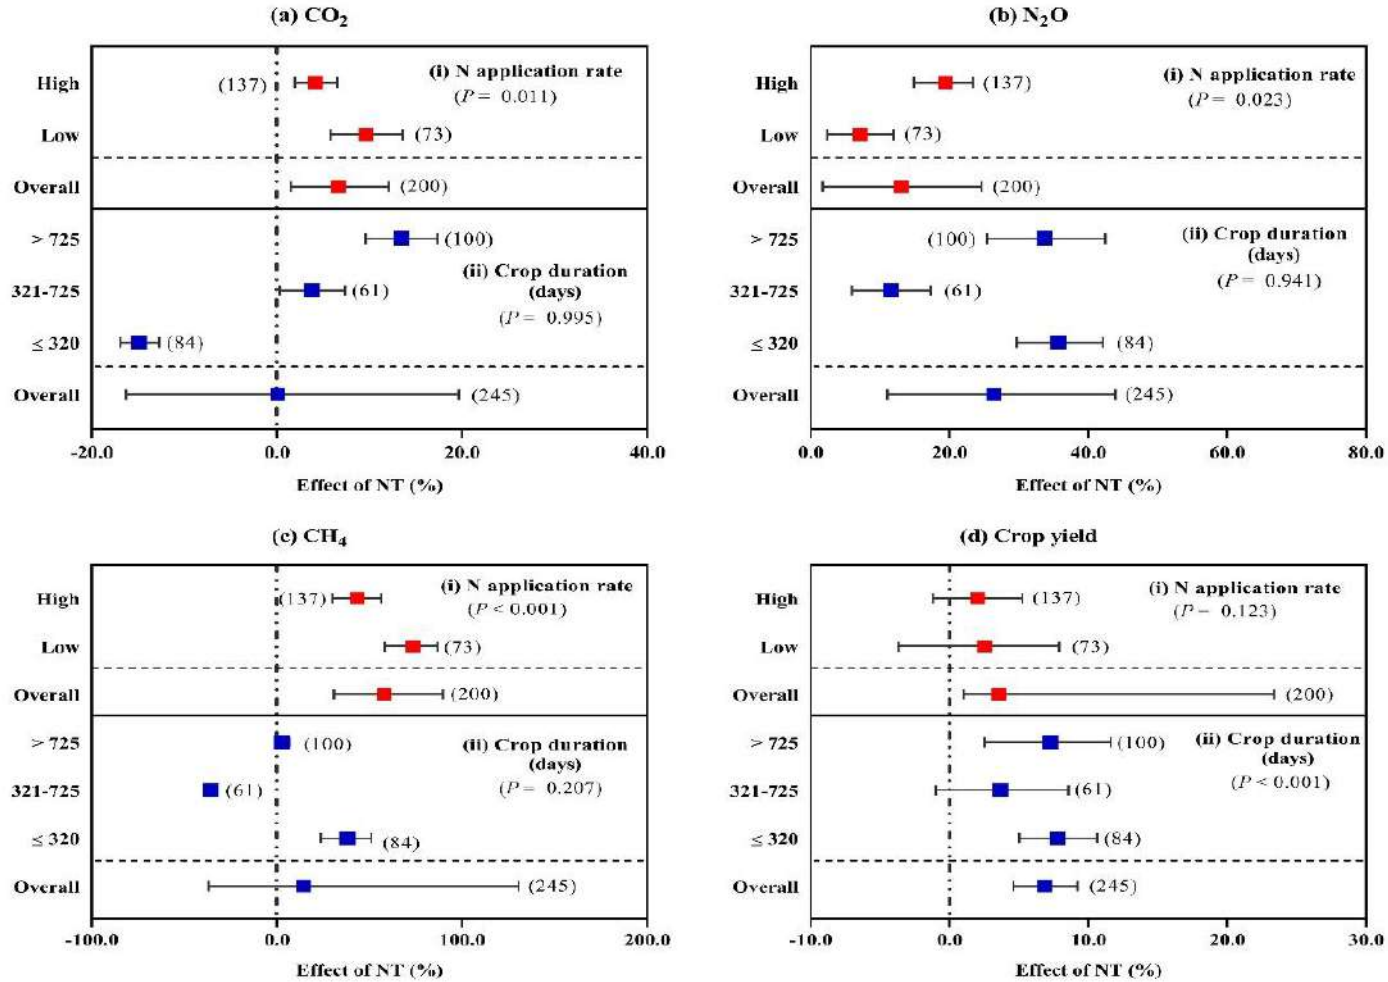 (a) CO₂
High
(137)
(i) N application rate
(P = 0.011)
Low
(73)
Overall
(200)
> 725
(100)
(ii) Crop duration
(days)
(P = 0.995)
321-725
(61)
≤ 320
(84)
Overall
(245)
-20.0 0.0 20.0 40.0
Effect of NT (%)
(b) N₂O
High
(137)
(i) N application rate
(P = 0.023)
Low
(73)
Overall
(200)
> 725
(100)
(ii) Crop duration
(days)
(P = 0.941)
321-725
(61)
≤ 320
(84)
Overall
(245)
0.0 20.0 40.0 60.0 80.0
Effect of NT (%)
(c) CH₄
High
(137)
(i) N application rate
(P < 0.001)
Low
(73)
Overall
(200)
> 725
(100)
(ii) Crop duration
(days)
(P = 0.207)
321-725
(61)
≤ 320
(84)
Overall
(245)
-100.0 0.0 100.0 200.0
Effect of NT (%)
(d) Crop yield
High
(137)
(i) N application rate
(P = 0.123)
Low
(73)
Overall
(200)
> 725
(100)
(ii) Crop duration
(days)
(P < 0.001)
321-725
(61)
≤ 320
(84)
Overall
(245)
-10.0 0.0 10.0 20.0 30.0
Effect of NT (%)